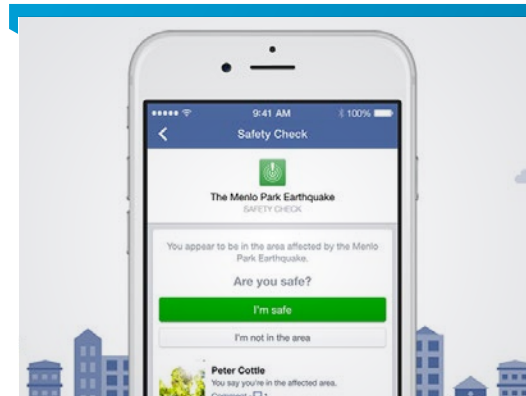 9:41 AM
100%
Safety Check
The Menlo Park Earthquake
SAFETY CHECK
You appear to be in the area affected by the Menlo
Park Earthquake.
Are you safe?
I'm safe
I'm not in the area
Peter Cottle
You say you're in the affected area.
Comment